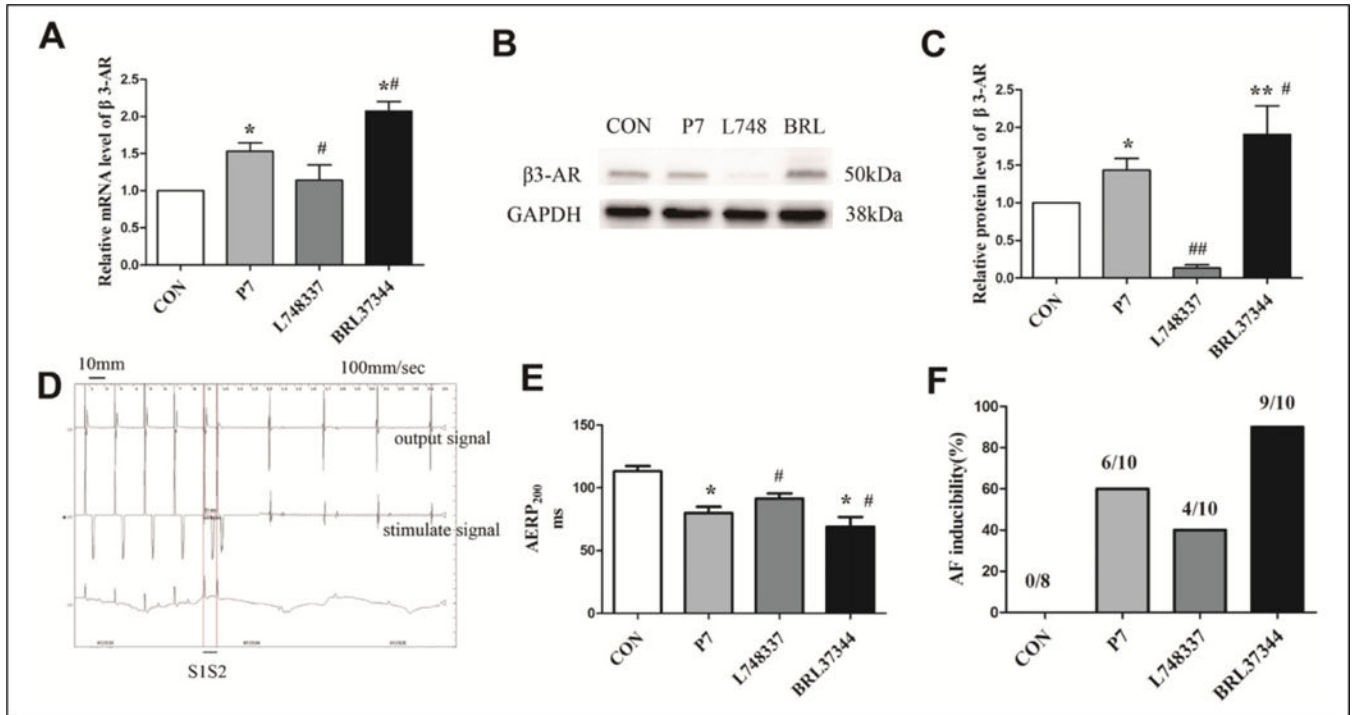 A
Relative mRNA level of β 3-AR
2.5
2.0
1.5
1.0
0.5
0.0
*
#
*#
CON
P7
L748337
BRL37344
B
CON P7 L748 BRL
β3-AR 50kDa
GAPDH 38kDa
C
Relative protein level of β 3-AR
2.5
2.0
1.5
1.0
0.5
0.0
*
##
** #
CON
P7
L748337
BRL37344
D
10mm 100mm/sec
output signal
stimulate signal
S1S2
E
AERP200
ms
150
100
50
0
*
#
* #
CON
P7
L748337
BRL37344
F
AF inducibility(%)
100
80
60
40
20
0
0/8
6/10
4/10
9/10
CON
P7
L748337
BRL37344